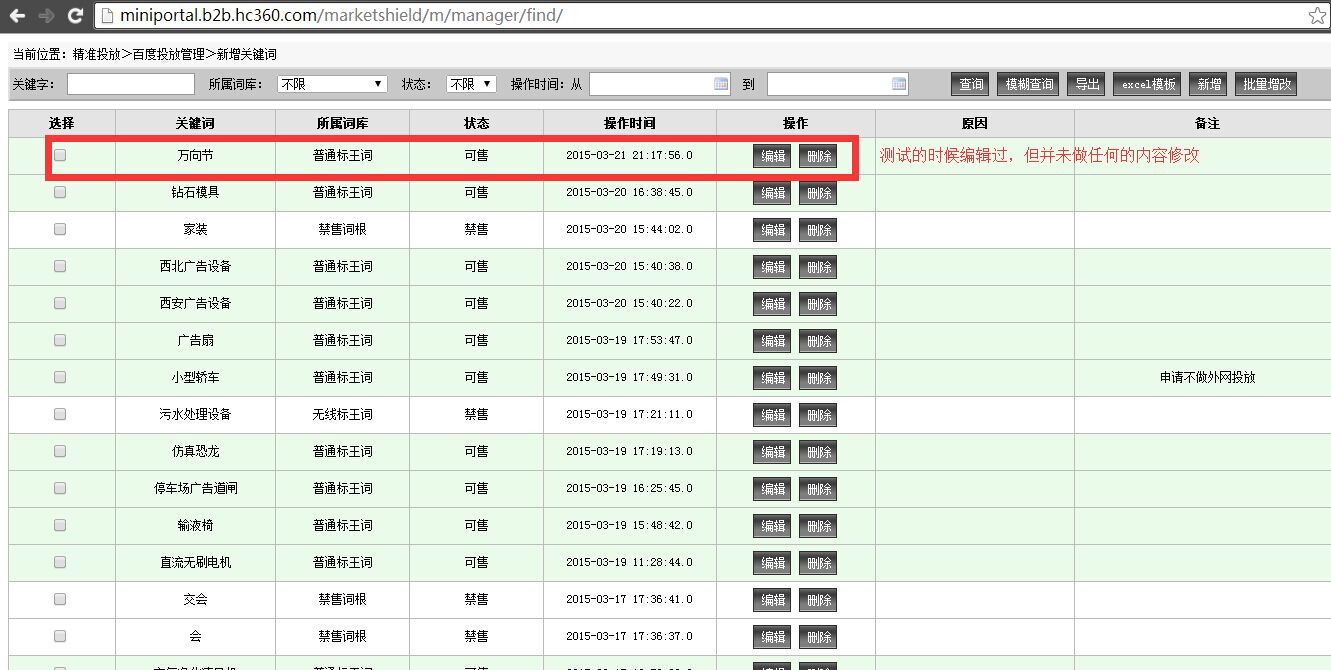 miniportal.b2b.hc360.com/marketshield/m/manager/find/
当前位置：精准投放>百度投放管理>新增关键词
关键字： 所属词库： 不限 状态： 不限 操作时间：从 到 查询 模糊查询 导出 excel模板 新增 批量增改
选择 关键词 所属词库 状态 操作时间 操作 原因 备注
万向节 普通标王词 可售 2015-03-21 21:17:56.0 编辑 删除 测试的时候编辑过，但并未做任何的内容修改
钻石模具 普通标王词 可售 2015-03-20 16:38:45.0 编辑 删除
家装 禁售词根 禁售 2015-03-20 15:44:02.0 编辑 删除
西北广告设备 普通标王词 可售 2015-03-20 15:40:38.0 编辑 删除
西安广告设备 普通标王词 可售 2015-03-20 15:40:22.0 编辑 删除
广告扇 普通标王词 可售 2015-03-19 17:53:47.0 编辑 删除
小型轿车 普通标王词 可售 2015-03-19 17:49:31.0 编辑 删除 申请不做外网投放
污水处理设备 无线标王词 禁售 2015-03-19 17:21:11.0 编辑 删除
仿真恐龙 普通标王词 可售 2015-03-19 17:19:13.0 编辑 删除
停车场广告道闸 普通标王词 可售 2015-03-19 16:25:45.0 编辑 删除
输液椅 普通标王词 可售 2015-03-19 15:48:42.0 编辑 删除
直流无刷电机 普通标王词 可售 2015-03-19 11:28:44.0 编辑 删除
交会 禁售词根 禁售 2015-03-17 17:36:41.0 编辑 删除
会 禁售词根 禁售 2015-03-17 17:36:37.0 编辑 删除